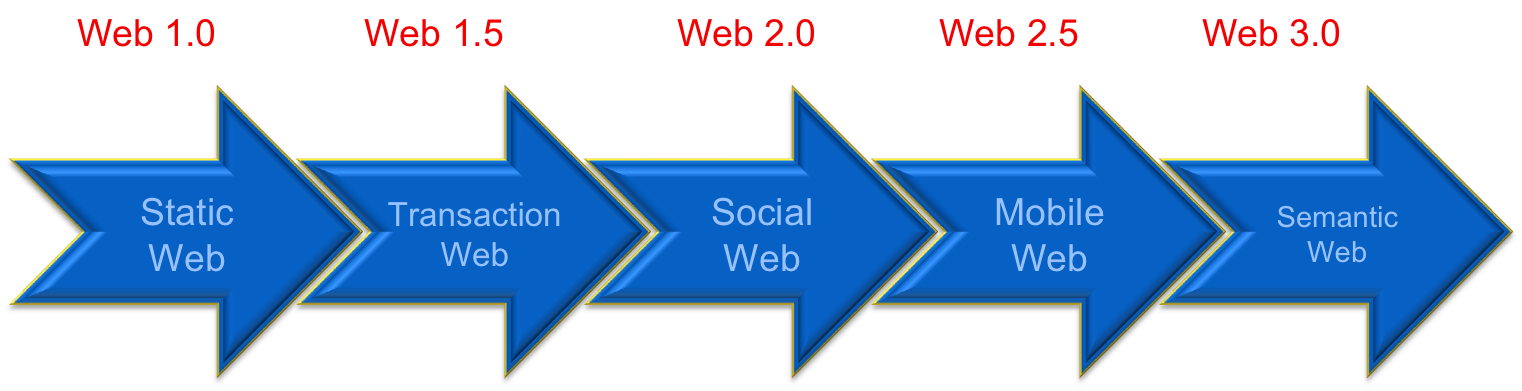 Web 1.0
Web 1.5
Web 2.0
Web 2.5
Web 3.0
Static
Web
Transaction
Web
Social
Web
Mobile
Web
Semantic
Web